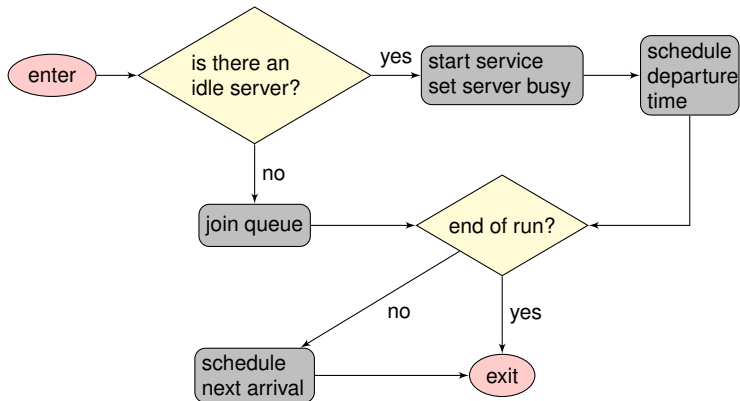 enter
is there an
idle server?
yes
start service
set server busy
schedule
departure
time
no
join queue
end of run?
no
yes
schedule
next arrival
exit